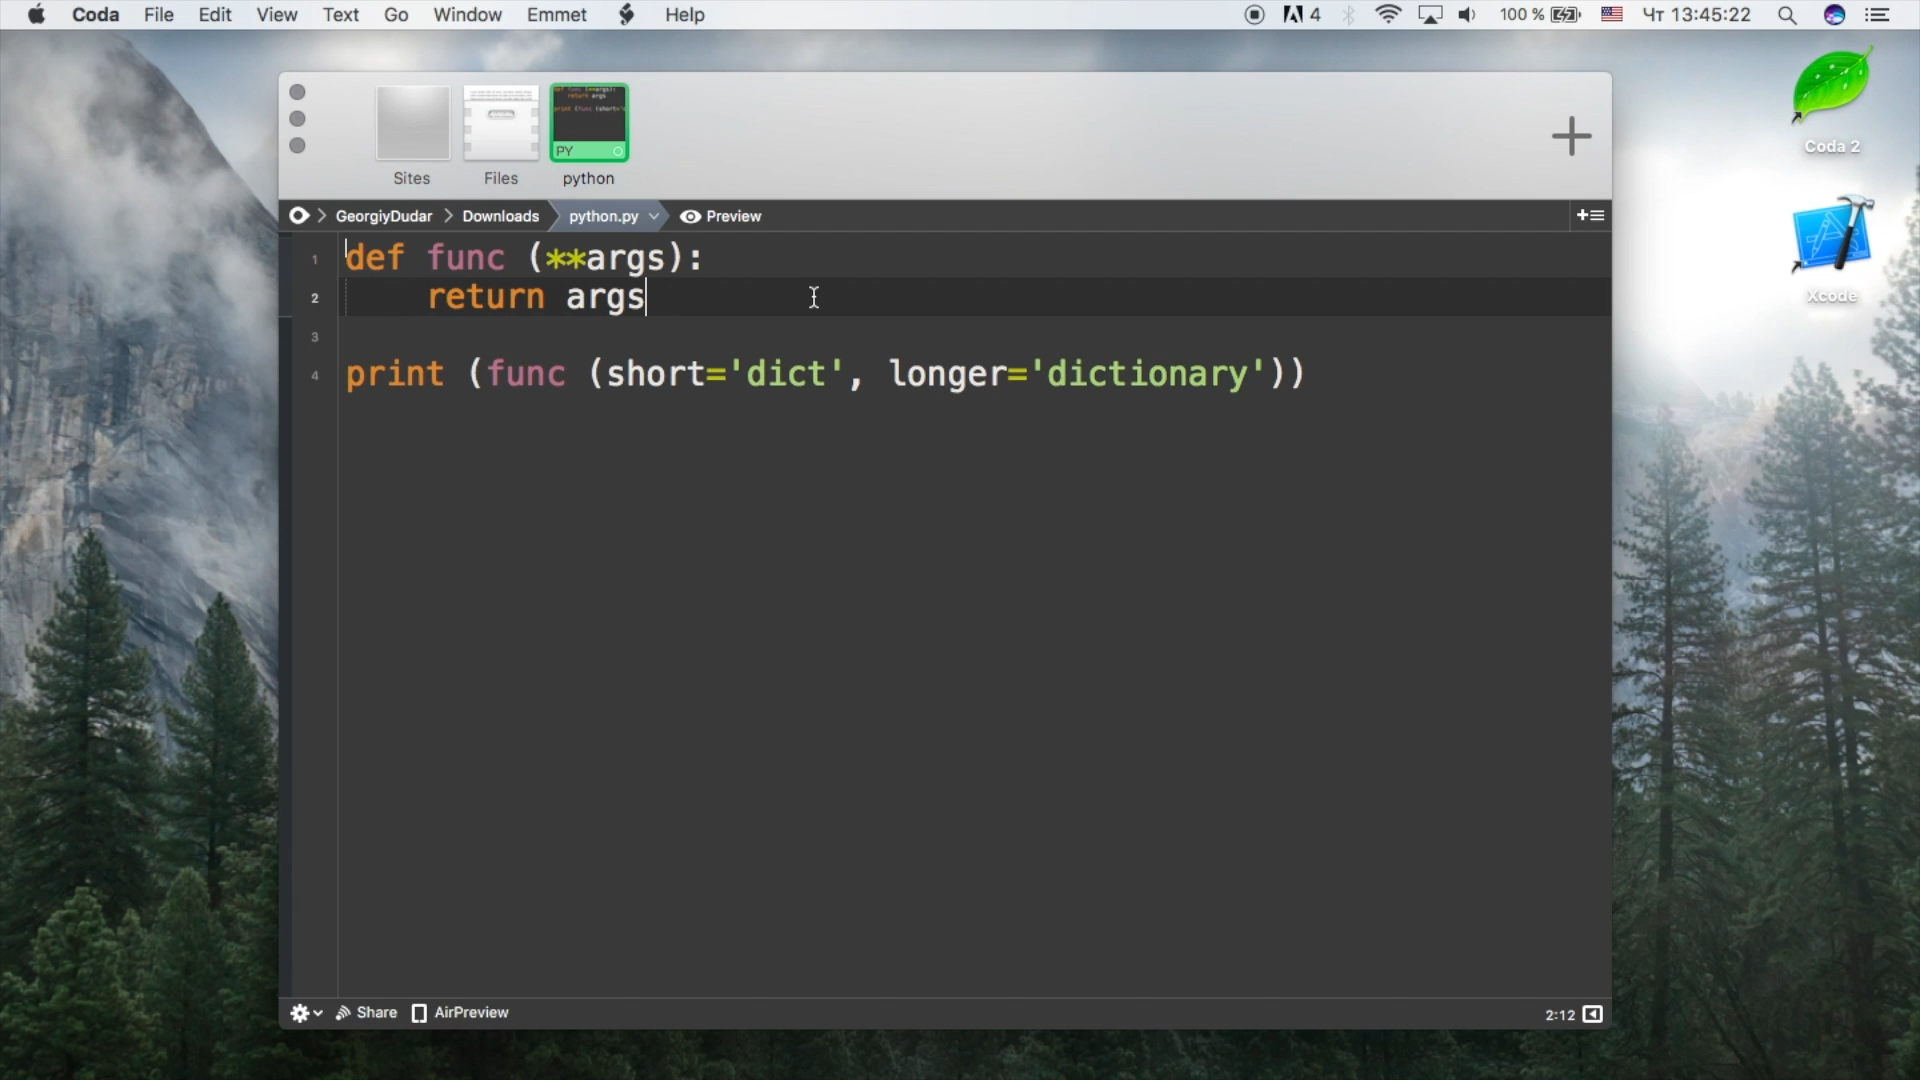 Coda File Edit View Text Go Window Emmet Help 4 100 % Чт 13:45:22
Coda 2
Xcode
PY
Sites Files python
GeorgiyDudar Downloads python.py Preview
1 def func (**args):
2 return args
3
4 print (func (short='dict', longer='dictionary'))
Share AirPreview 2:12